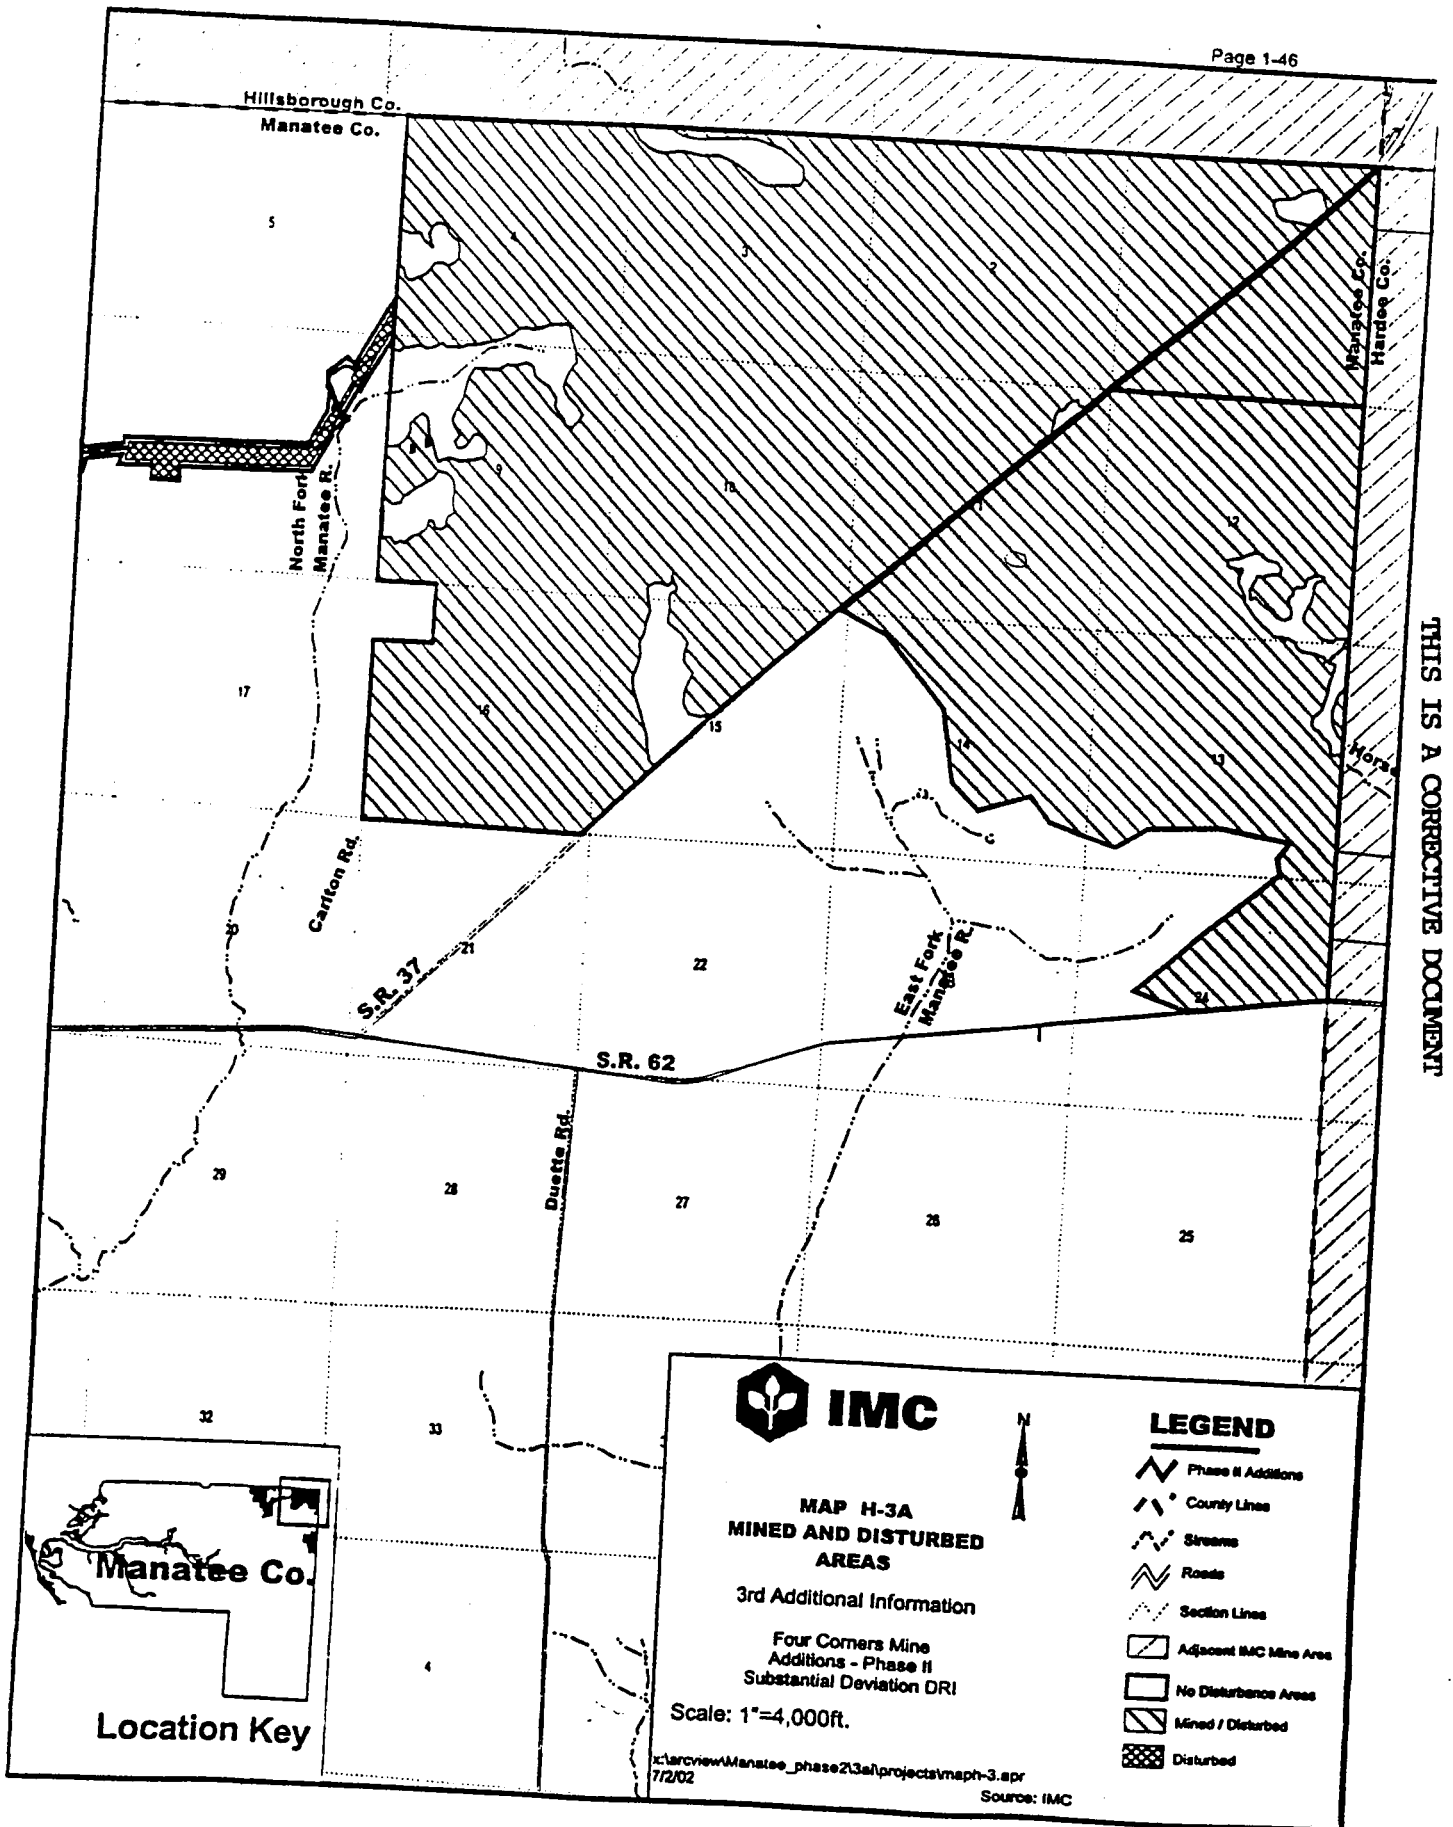 Page 1-46
Hillsborough Co.
Manatee Co.
5
4
3
2
Manatee Co.
Hardee Co.
North Fork
Manatee R.
9
10
11
12
17
16
15
14
13
Horse
THIS IS A CORRECTIVE DOCUMENT
Carlton Rd.
20
S.R. 37
21
22
East Fork
Manatee R.
24
S.R. 62
Duette Rd.
29
28
27
26
25
32
33
4
Manatee Co.
Location Key
IMC
N
MAP H-3A
MINED AND DISTURBED
AREAS
3rd Additional Information
Four Corners Mine
Additions - Phase II
Substantial Deviation DRI
Scale: 1"=4,000ft.
x:\arcview\Manatee_phase2\3ai\projects\maph-3.apr
7/2/02
Source: IMC
LEGEND
Phase II Additions
County Lines
Streams
Roads
Section Lines
Adjacent IMC Mine Area
No Disturbance Areas
Mined / Disturbed
Disturbed